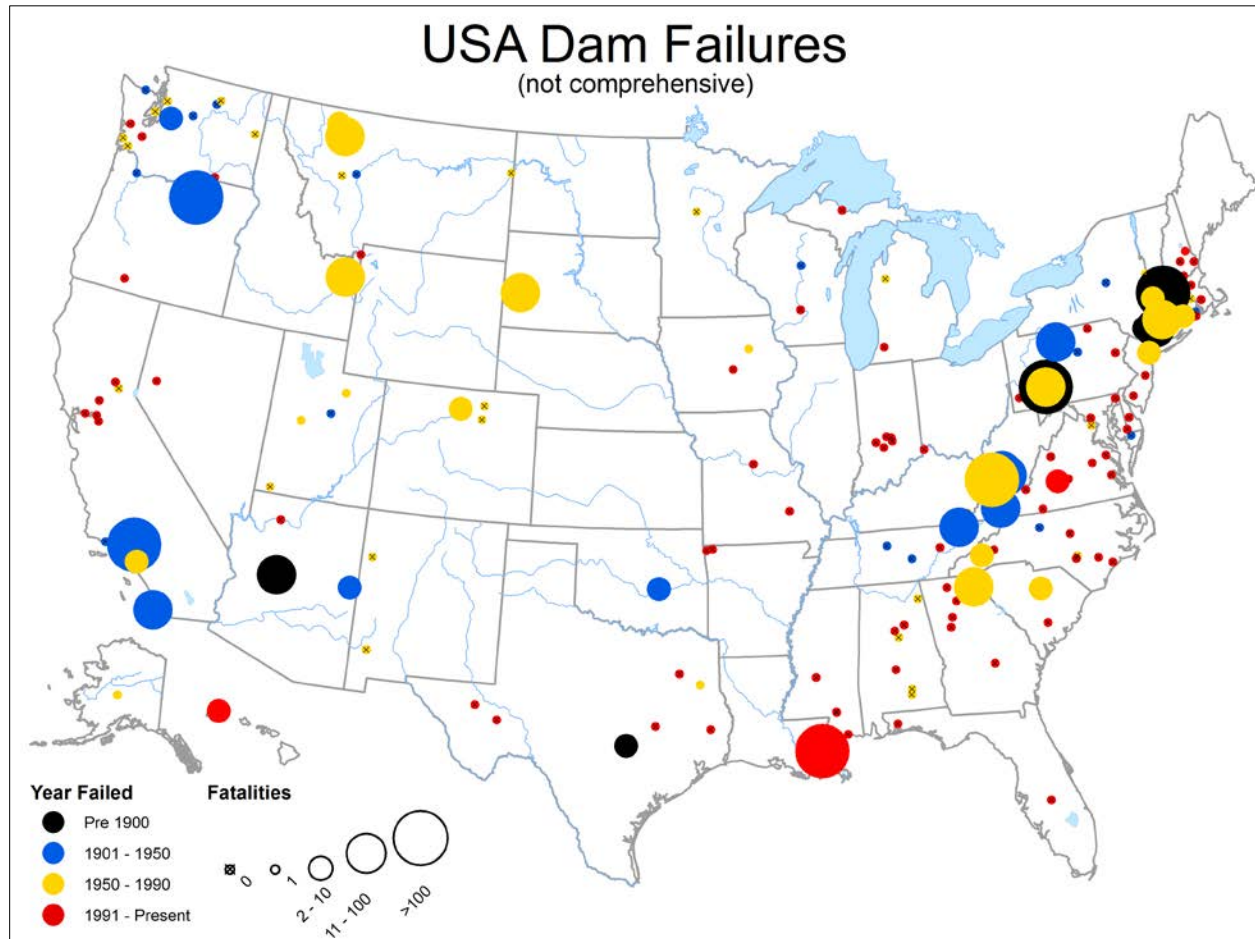 USA Dam Failures
(not comprehensive)
Year Failed
Pre 1900
1901 - 1950
1950 - 1990
1991 - Present
Fatalities
0
1
2 - 10
11 - 100
>100